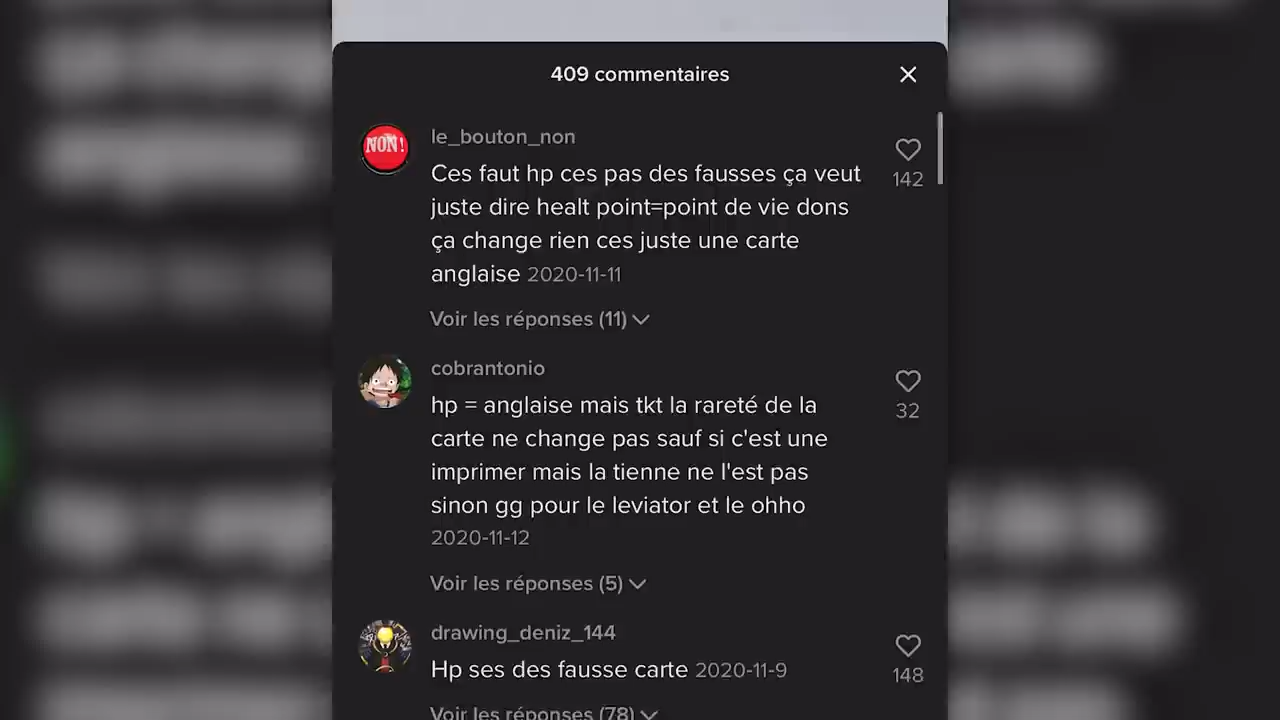 409 commentaires
le_bouton_non
NON!
Ces faut hp ces pas des fausses ça veut
juste dire healt point=point de vie dons
ça change rien ces juste une carte
anglaise 2020-11-11
142
Voir les réponses (11)
cobrantonio
hp = anglaise mais tkt la rareté de la
carte ne change pas sauf si c'est une
imprimer mais la tienne ne l'est pas
sinon gg pour le leviator et le ohho
2020-11-12
32
Voir les réponses (5)
drawing_deniz_144
Hp ses des fausse carte 2020-11-9
148
Voir les réponses (78)